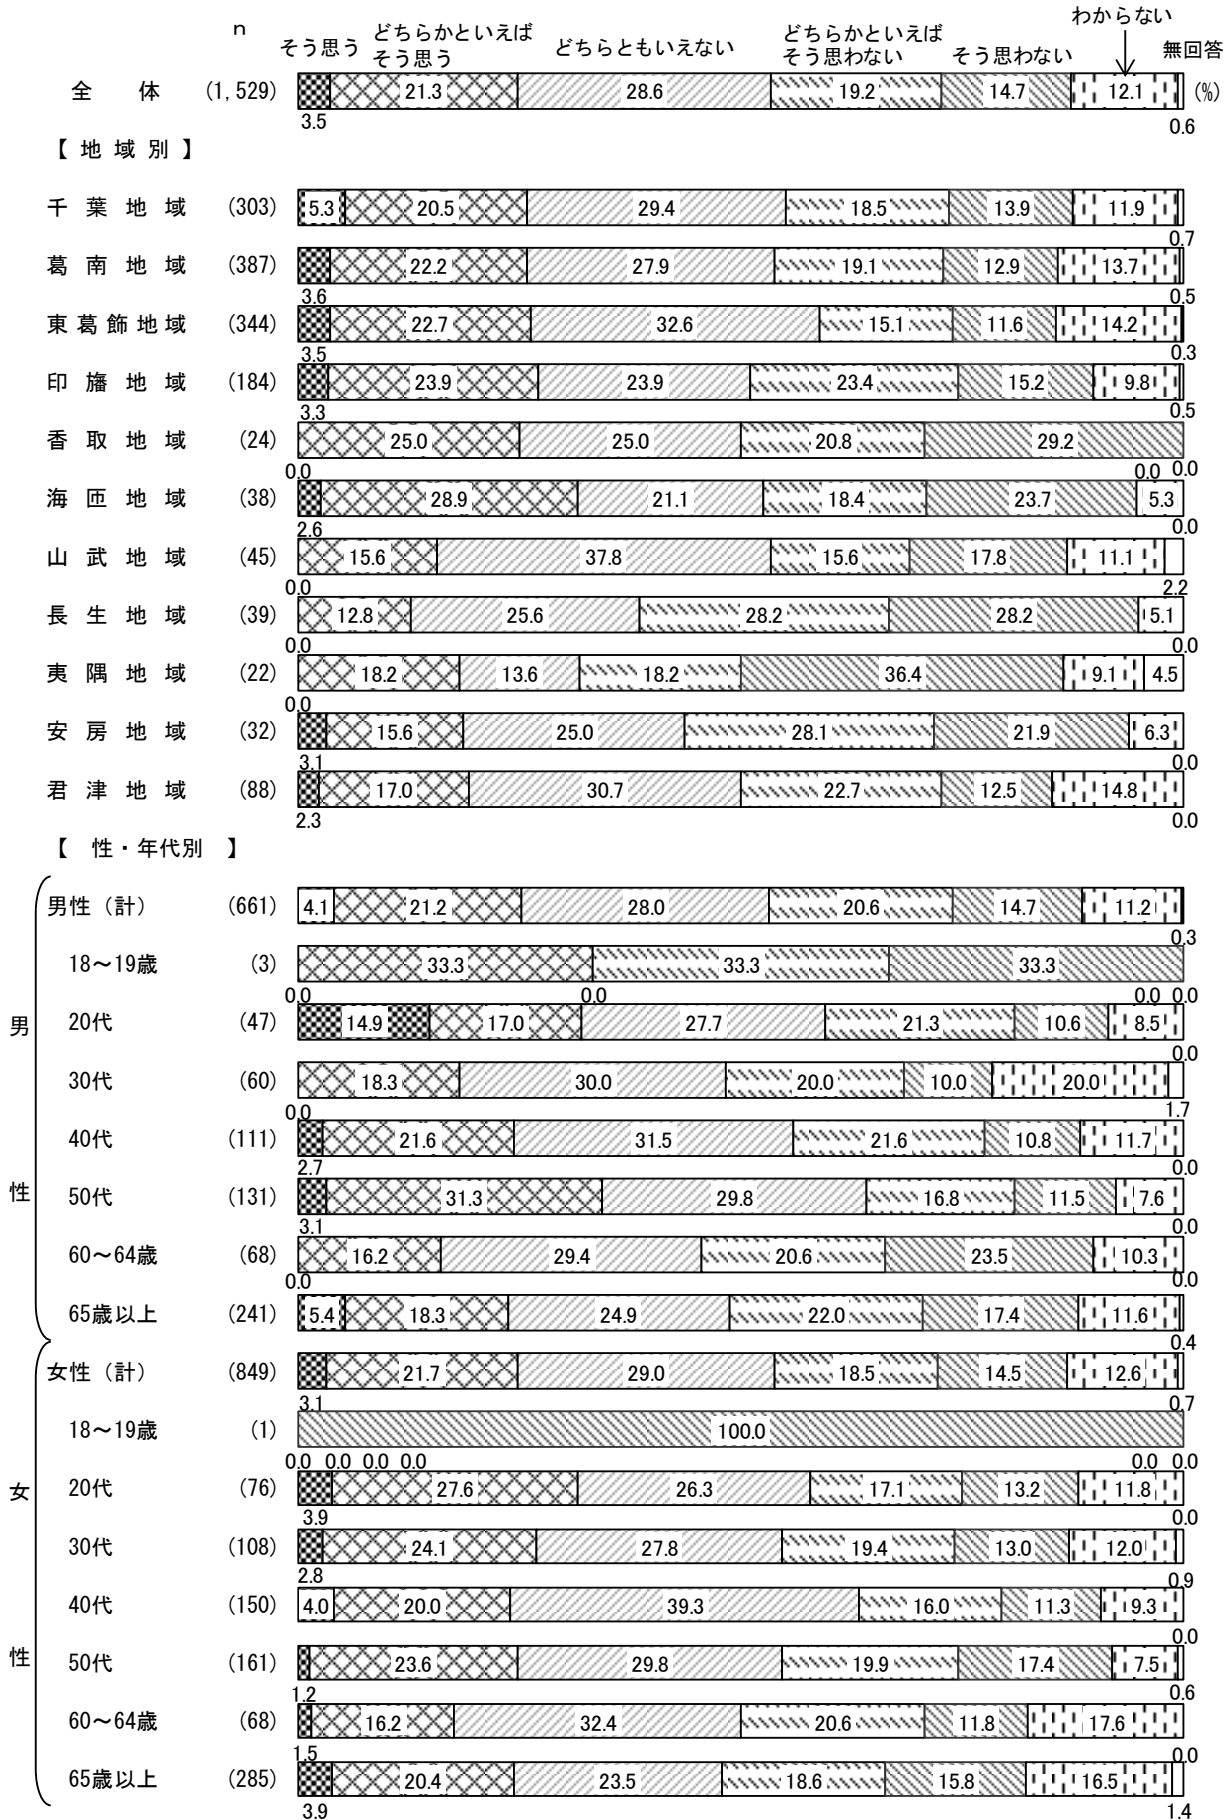 n
そう思う
どちらかといえば
そう思う
どちらともいえない
どちらかといえば
そう思わない
そう思わない
わからない
無回答
全 体 (1,529) 21.3 28.6 19.2 14.7 12.1 (%)
3.5 0.6
【地域別】
千葉地域 (303) 5.3 20.5 29.4 18.5 13.9 11.9
0.7
葛南地域 (387) 22.2 27.9 19.1 12.9 13.7
3.6 0.5
東葛飾地域 (344) 22.7 32.6 15.1 11.6 14.2
3.5 0.3
印旛地域 (184) 23.9 23.9 23.4 15.2 9.8
3.3 0.5
香取地域 (24) 25.0 25.0 20.8 29.2
0.0 0.0 0.0
海匝地域 (38) 28.9 21.1 18.4 23.7 5.3
2.6 0.0
山武地域 (45) 15.6 37.8 15.6 17.8 11.1
0.0 2.2
長生地域 (39) 12.8 25.6 28.2 28.2 5.1
0.0 0.0
夷隅地域 (22) 18.2 13.6 18.2 36.4 9.1 4.5
0.0
安房地域 (32) 15.6 25.0 28.1 21.9 6.3
3.1 0.0
君津地域 (88) 17.0 30.7 22.7 12.5 14.8
2.3 0.0
【 性・年代別 】
男性
男性(計) (661) 4.1 21.2 28.0 20.6 14.7 11.2
0.3
18～19歳 (3) 33.3 33.3 33.3
0.0 0.0 0.0 0.0
20代 (47) 14.9 17.0 27.7 21.3 10.6 8.5
0.0
30代 (60) 18.3 30.0 20.0 10.0 20.0
0.0 1.7
40代 (111) 21.6 31.5 21.6 10.8 11.7
2.7 0.0
50代 (131) 31.3 29.8 16.8 11.5 7.6
3.1 0.0
60～64歳 (68) 16.2 29.4 20.6 23.5 10.3
0.0 0.0
65歳以上 (241) 5.4 18.3 24.9 22.0 17.4 11.6
0.4
女性
女性(計) (849) 21.7 29.0 18.5 14.5 12.6
3.1 0.7
18～19歳 (1) 100.0
0.0 0.0 0.0 0.0 0.0 0.0
20代 (76) 27.6 26.3 17.1 13.2 11.8
3.9 0.0
30代 (108) 24.1 27.8 19.4 13.0 12.0
2.8 0.9
40代 (150) 4.0 20.0 39.3 16.0 11.3 9.3
0.0
50代 (161) 23.6 29.8 19.9 17.4 7.5
1.2 0.6
60～64歳 (68) 16.2 32.4 20.6 11.8 17.6
1.5 0.0
65歳以上 (285) 20.4 23.5 18.6 15.8 16.5
3.9 1.4